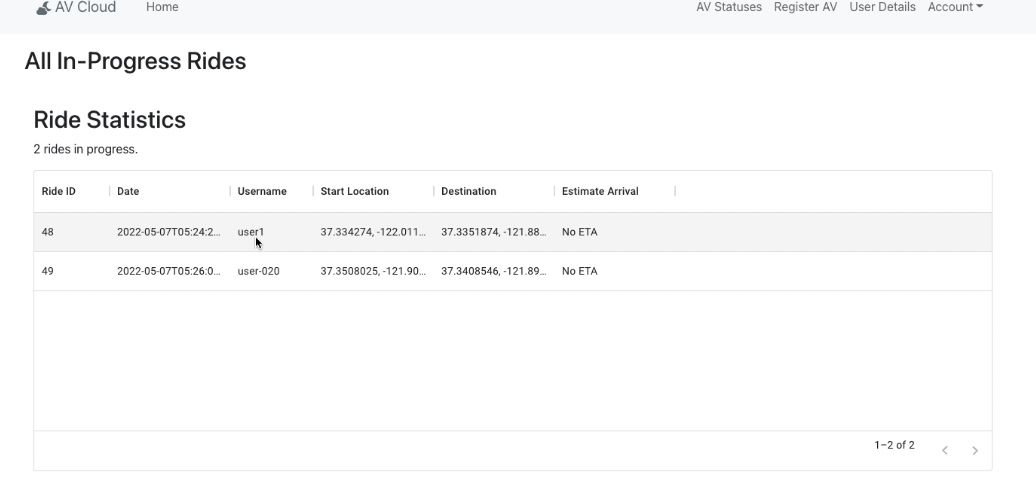 AV Cloud Home AV Statuses Register AV User Details Account
All In-Progress Rides
Ride Statistics
2 rides in progress.
Ride ID Date Username Start Location Destination Estimate Arrival
48 2022-05-07T05:24:2... user1 37.334274, -122.011... 37.3351874, -121.88... No ETA
49 2022-05-07T05:26:0... user-020 37.3508025, -121.90... 37.3408546, -121.89... No ETA
1–2 of 2